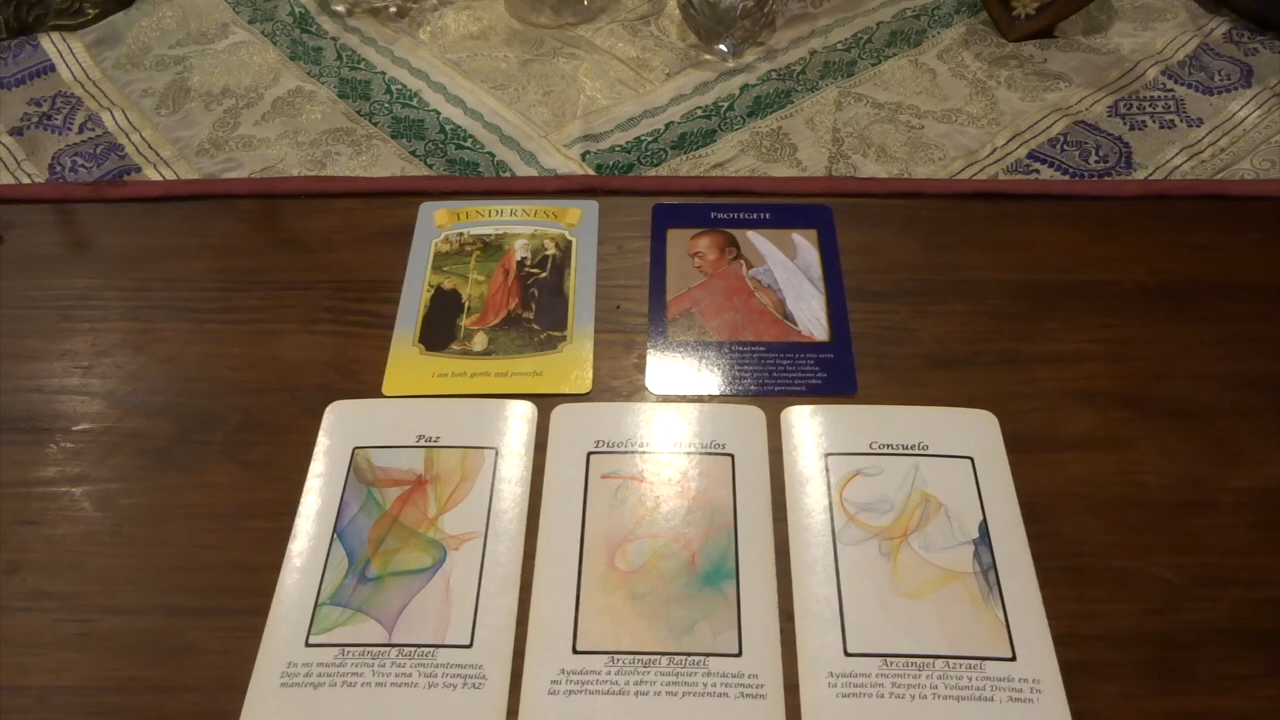 TENDERNESS
I am both gentle and powerful.
PROTÉGETE
ORACIÓN:
Paz
Arcángel Rafael:
En mi mundo reina la Paz constantemente.
Dejo de asustarme. Vivo una Vida tranquila,
mantengo la Paz en mi mente. ¡Yo Soy PAZ!
Arcángel Rafael:
Ayúdame a disolver cualquier obstáculo en
mi trayectoria, a abrir caminos y a reconocer
las oportunidades que se me presentan. ¡Amén!
Consuelo
Arcángel Azrael:
Ayúdame encontrar el alivio y consuelo en es-
ta situación. Respeto la Voluntad Divina. En-
cuentro la Paz y la Tranquilidad. ¡ Amén !